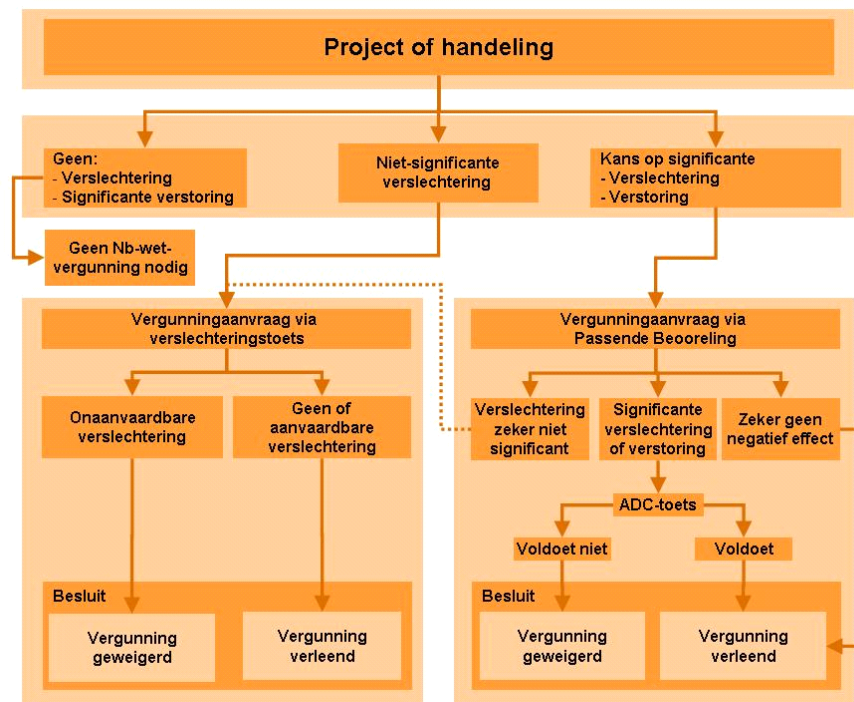 Project of handeling
Geen:
- Verslechtering
- Significante verstoring
Niet-significante
verslechtering
Kans op significante
- Verslechtering
- Verstoring
Geen Nb-wet-
vergunning nodig
Vergunningaanvraag via
verslechteringstoets
Onaanvaardbare
verslechtering
Geen of
aanvaardbare
verslechtering
Besluit
Vergunning
geweigerd
Vergunning
verleend
Vergunningaanvraag via
Passende Beooreling
Verslechtering
zeker niet
significant
Significante
verslechtering
of verstoring
Zeker geen
negatief effect
ADC-toets
Voldoet niet
Voldoet
Besluit
Vergunning
geweigerd
Vergunning
verleend